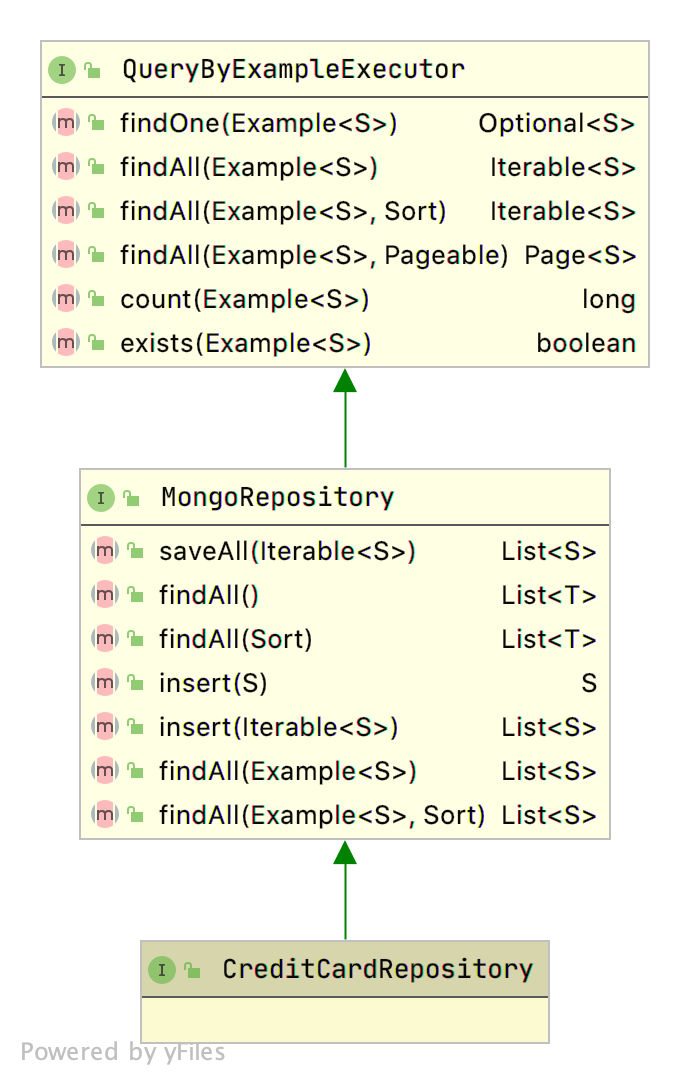 QueryByExampleExecutor
findOne(Example<S>) Optional<S>
findAll(Example<S>) Iterable<S>
findAll(Example<S>, Sort) Iterable<S>
findAll(Example<S>, Pageable) Page<S>
count(Example<S>) long
exists(Example<S>) boolean
MongoRepository
saveAll(Iterable<S>) List<S>
findAll() List<T>
findAll(Sort) List<T>
insert(S) S
insert(Iterable<S>) List<S>
findAll(Example<S>) List<S>
findAll(Example<S>, Sort) List<S>
CreditCardRepository
Powered by yFiles